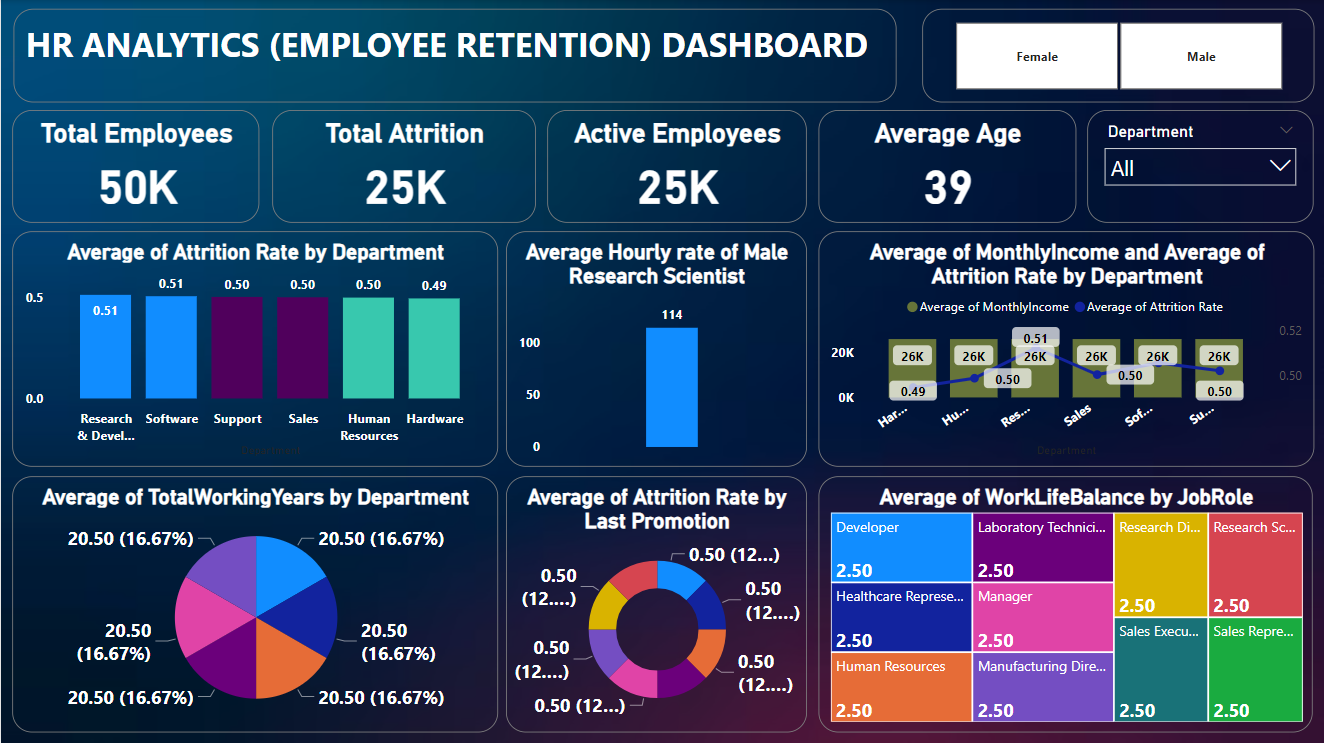 HR ANALYTICS (EMPLOYEE RETENTION) DASHBOARD
Female
Male
Total Employees
50K
Total Attrition
25K
Active Employees
25K
Average Age
39
Department
All
Average of Attrition Rate by Department
0.5
0.0
0.51
0.51
0.50
0.50
0.50
0.49
Research
& Devel...
Software
Support
Sales
Human
Resources
Hardware
Department
Average Hourly rate of Male
Research Scientist
114
100
50
0
Average of MonthlyIncome and Average of
Attrition Rate by Department
Average of MonthlyIncome
Average of Attrition Rate
20K
0K
0.52
0.50
26K
26K
26K
26K
26K
26K
0.49
0.50
0.51
0.50
0.50
Har...
Hu...
Res...
Sales
Sof...
Su...
Department
Average of TotalWorkingYears by Department
20.50 (16.67%)
20.50 (16.67%)
20.50
(16.67%)
20.50
(16.67%)
20.50 (16.67%)
20.50 (16.67%)
Average of Attrition Rate by
Last Promotion
0.50 (12...)
0.50
(12....)
0.50
(12....)
0.50
(12....)
0.50
(12....)
0.50 (12...)
Average of WorkLifeBalance by JobRole
Developer
2.50
Healthcare Represe...
2.50
Human Resources
2.50
Laboratory Technici...
2.50
Manager
2.50
Manufacturing Dire...
2.50
Research Di...
2.50
Sales Execu...
2.50
Research Sc...
2.50
Sales Repre...
2.50